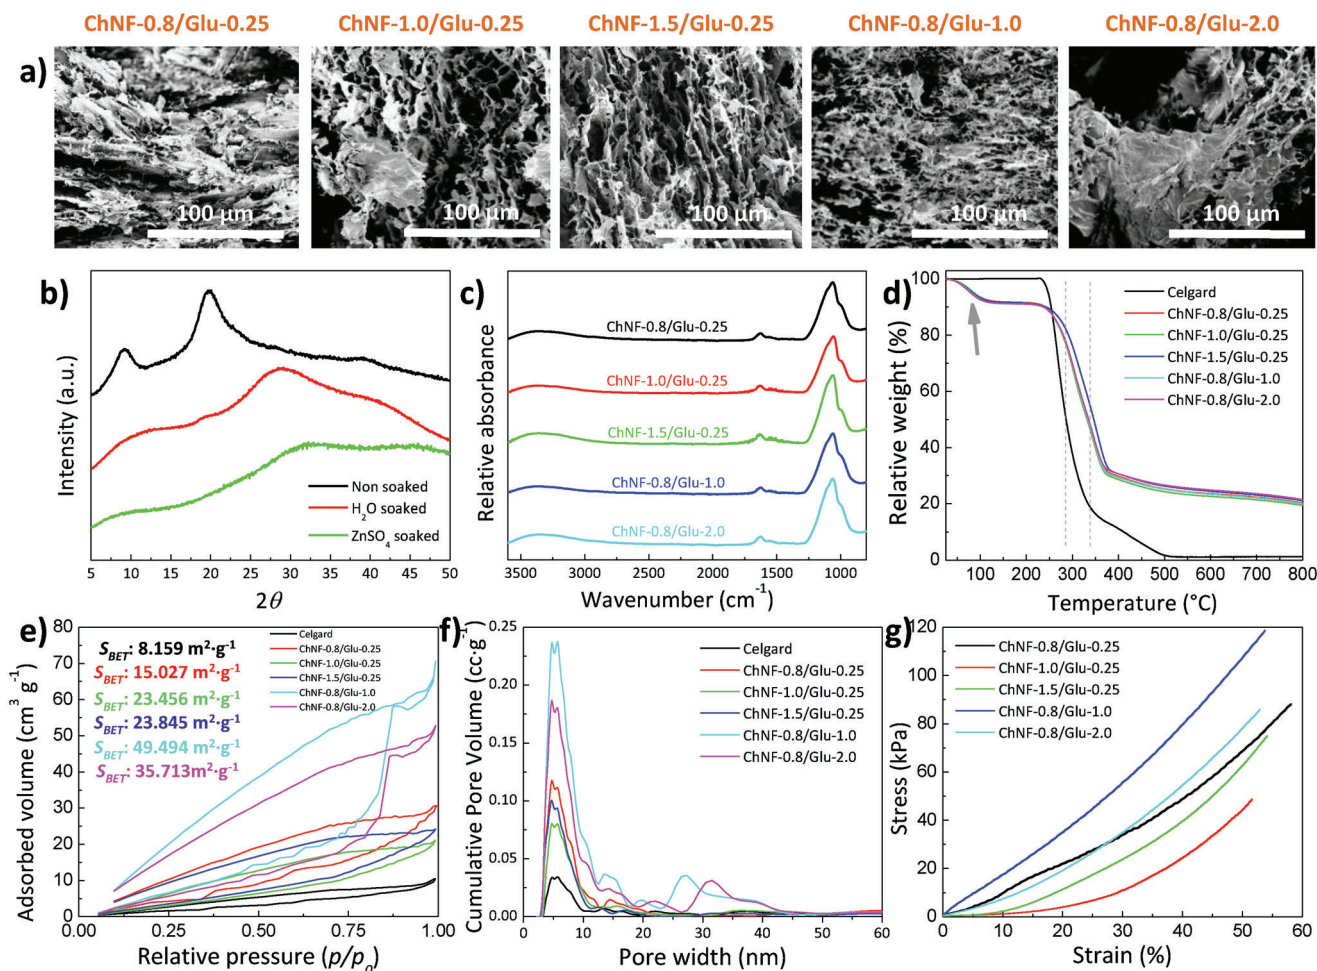 ChNF-0.8/Glu-0.25 ChNF-1.0/Glu-0.25 ChNF-1.5/Glu-0.25 ChNF-0.8/Glu-1.0 ChNF-0.8/Glu-2.0
a)
100 µm 100 µm 100 µm 100 µm 100 µm
b)
Intensity (a.u.)
Non soaked
H₂O soaked
ZnSO₄ soaked
5 10 15 20 25 30 35 40 45 50
2θ
c)
Relative absorbance
ChNF-0.8/Glu-0.25
ChNF-1.0/Glu-0.25
ChNF-1.5/Glu-0.25
ChNF-0.8/Glu-1.0
ChNF-0.8/Glu-2.0
3500 3000 2500 2000 1500 1000
Wavenumber (cm⁻¹)
d)
Relative weight (%)
100
80
60
40
20
0
Celgard
ChNF-0.8/Glu-0.25
ChNF-1.0/Glu-0.25
ChNF-1.5/Glu-0.25
ChNF-0.8/Glu-1.0
ChNF-0.8/Glu-2.0
100 200 300 400 500 600 700 800
Temperature (°C)
e)
Adsorbed volume (cm³ g⁻¹)
80
70
60
50
40
30
20
10
0
S_BET: 8.159 m²·g⁻¹
S_BET: 15.027 m²·g⁻¹
S_BET: 23.456 m²·g⁻¹
S_BET: 23.845 m²·g⁻¹
S_BET: 49.494 m²·g⁻¹
S_BET: 35.713m²·g⁻¹
Celgard
ChNF-0.8/Glu-0.25
ChNF-1.0/Glu-0.25
ChNF-1.5/Glu-0.25
ChNF-0.8/Glu-1.0
ChNF-0.8/Glu-2.0
0.00 0.25 0.50 0.75 1.00
Relative pressure (p/p₀)
f)
Cumulative Pore Volume (cc·g⁻¹)
0.25
0.20
0.15
0.10
0.05
0.00
Celgard
ChNF-0.8/Glu-0.25
ChNF-1.0/Glu-0.25
ChNF-1.5/Glu-0.25
ChNF-0.8/Glu-1.0
ChNF-0.8/Glu-2.0
0 10 20 30 40 50 60
Pore width (nm)
g)
Stress (kPa)
120
100
80
60
40
20
0
ChNF-0.8/Glu-0.25
ChNF-1.0/Glu-0.25
ChNF-1.5/Glu-0.25
ChNF-0.8/Glu-1.0
ChNF-0.8/Glu-2.0
0 10 20 30 40 50 60
Strain (%)